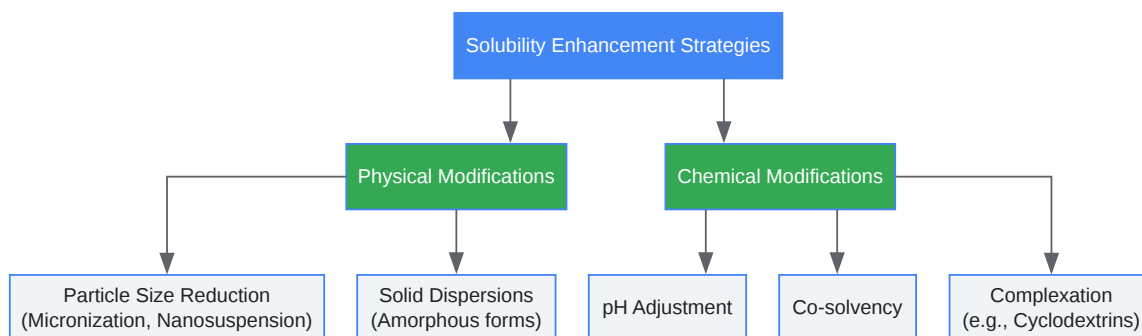 Solubility Enhancement Strategies
Physical Modifications
Chemical Modifications
Particle Size Reduction
(Micronization, Nanosuspension)
Solid Dispersions
(Amorphous forms)
pH Adjustment
Co-solvency
Complexation
(e.g., Cyclodextrins)